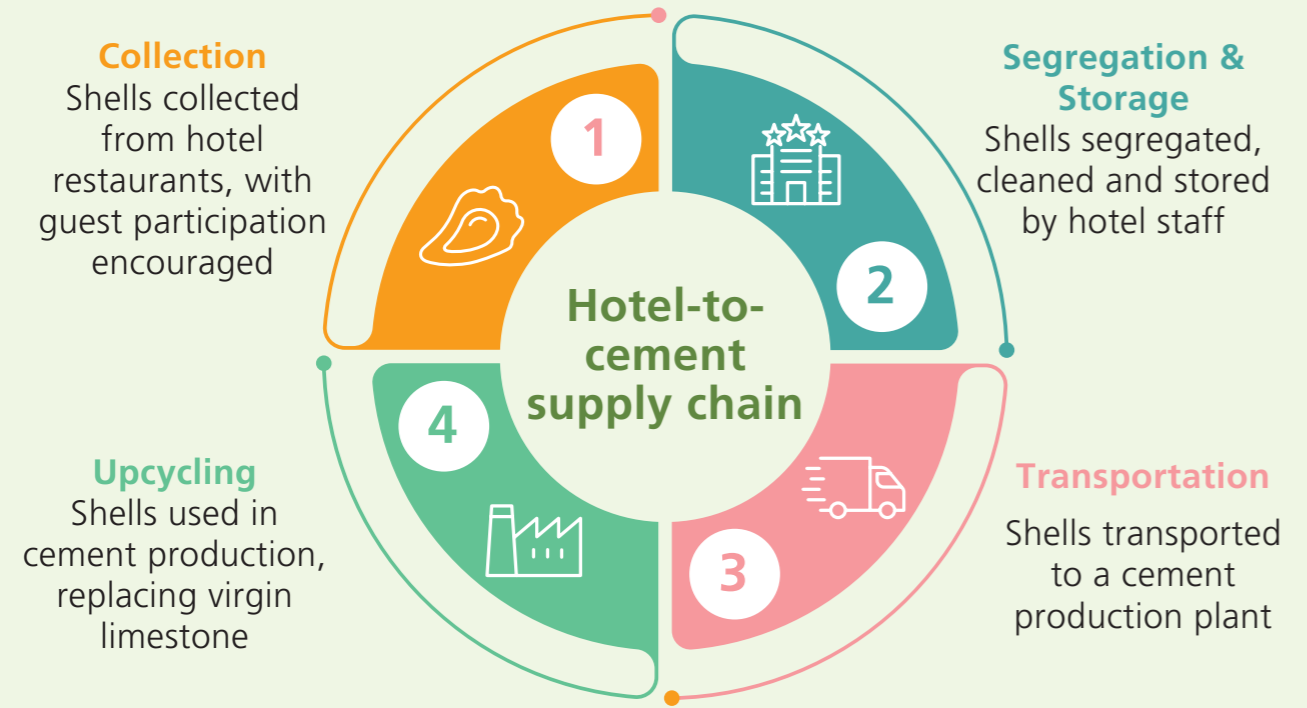 Collection
Shells collected
from hotel
restaurants, with
guest participation
encouraged
1
Segregation &
Storage
Shells segregated,
cleaned and stored
by hotel staff
2
Hotel-to-
cement
supply chain
Transportation
Shells transported
to a cement
production plant
3
Upcycling
Shells used in
cement production,
replacing virgin
limestone
4